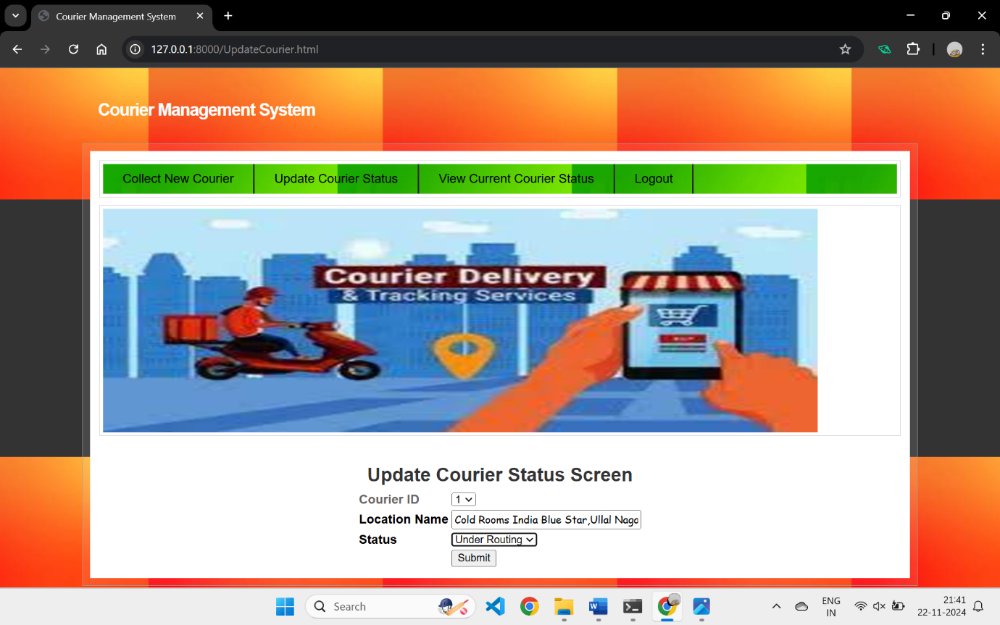 Courier Management System
127.0.0.1:8000/UpdateCourier.html
Courier Management System
Collect New Courier Update Courier Status View Current Courier Status Logout
Courier Delivery
& Tracking Services
Update Courier Status Screen
Courier ID 1
Location Name Cold Rooms India Blue Star,Ullal Naga
Status Under Routing
Submit
Search
ENG
IN
21:41
22-11-2024